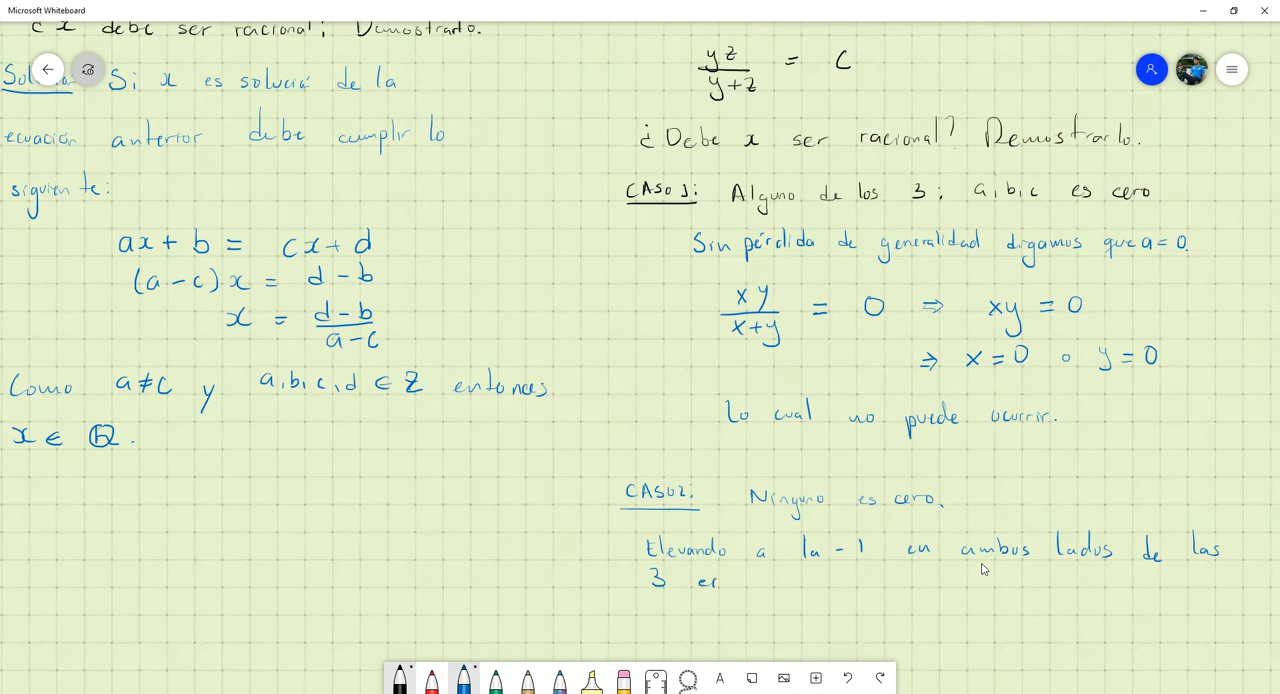 Microsoft Whiteboard
c x debe ser racional; Demostrarlo.
Si x es solución de la
ecuación anterior debe cumplir lo
siguiente:
ax + b = cx + d
(a - c) x = d - b
x = d - b / a - c
Como a ≠ c y a, b, c, d ∈ Z entonces
x ∈ Q.
yz / y+z = c
¿Debe x ser racional? Demostrarlo.
CASO 1: Alguno de los 3: a, b, c es cero
Sin pérdida de generalidad digamos que a = 0.
xy / x+y = 0 ⇒ xy = 0
⇒ x = 0 o y = 0
Lo cual no puede ocurrir.
CASO 2: Ninguno es cero.
Elevando a la -1 en ambos lados de las
3 er
A